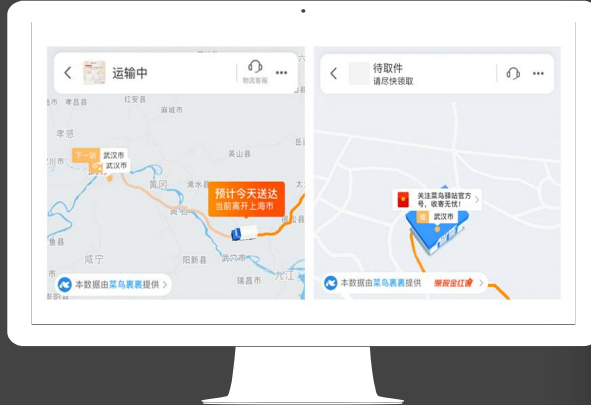 运输中
物流客服
孝昌县
红安县
麻城市
孝感
英山县
下一站 武汉市
武汉市
黄冈
浠水县
预计今天送达
当前离开上海市
咸宁
阳新县
武穴市
瑞昌市
九江
本数据由菜鸟裹裹提供
待取件
请尽快领取
关注菜鸟驿站官方
号，收寄无忧！
武汉市
本数据由菜鸟裹裹提供